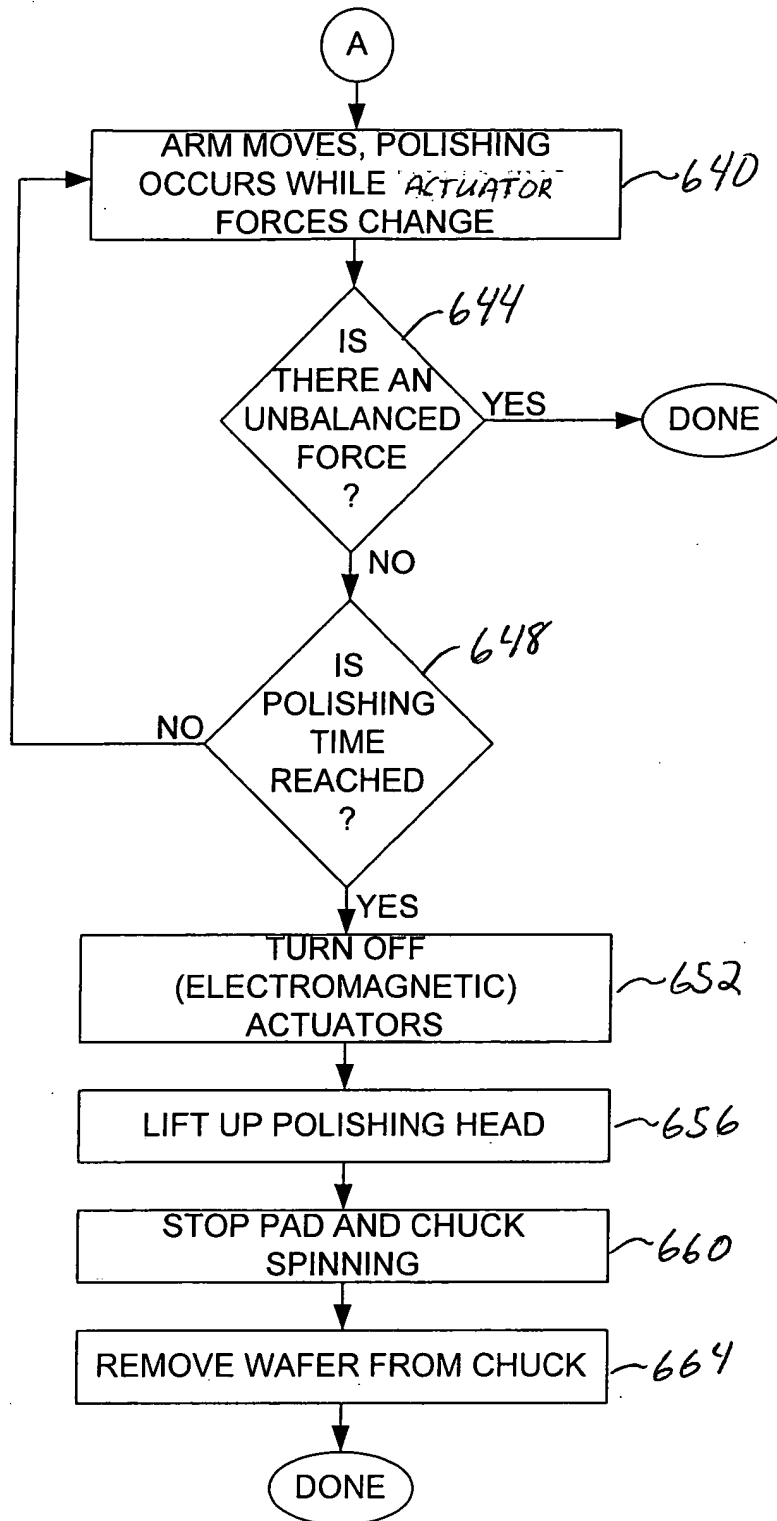 A
ARM MOVES, POLISHING
OCCURS WHILE ACTUATOR
FORCES CHANGE
640
644
IS
THERE AN
UNBALANCED
FORCE
?
YES
DONE
NO
648
IS
POLISHING
TIME
REACHED
?
NO
YES
TURN OFF
(ELECTROMAGNETIC)
ACTUATORS
652
LIFT UP POLISHING HEAD
656
STOP PAD AND CHUCK
SPINNING
660
REMOVE WAFER FROM CHUCK
664
DONE